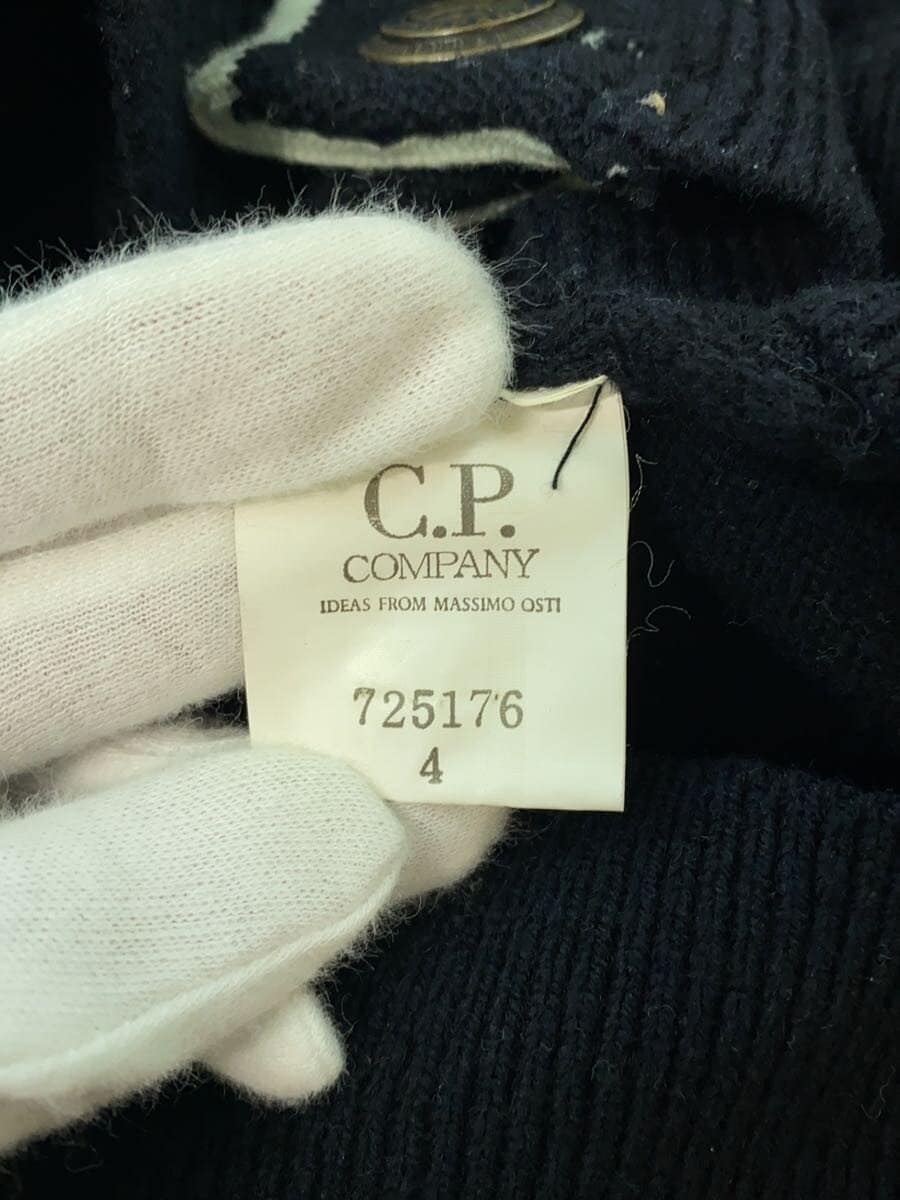 C.P.
COMPANY
IDEAS FROM MASSIMO OSTI
725176
4